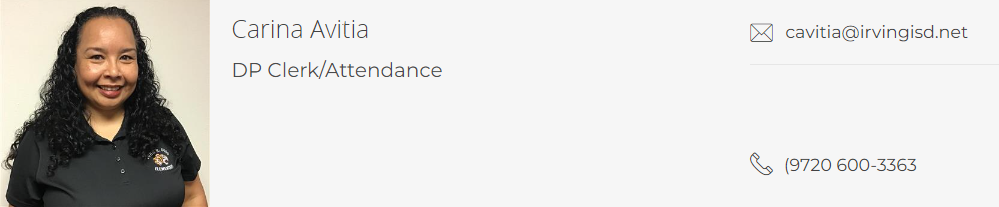 Carina Avitia
DP Clerk/Attendance
cavitia@irvingisd.net
(9720 600-3363